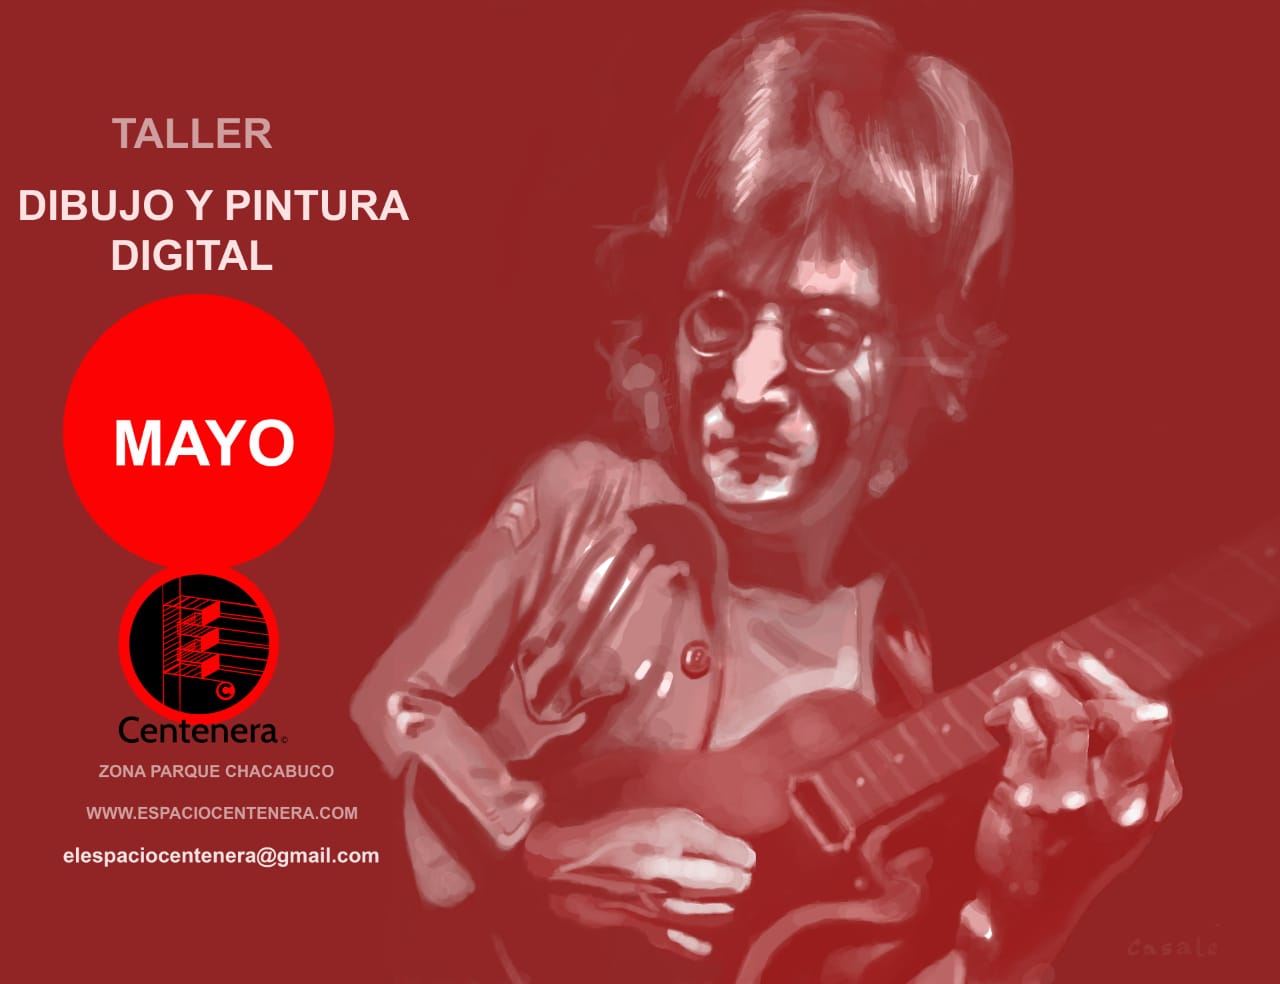 TALLER
DIBUJO Y PINTURA
DIGITAL
MAYO
©
Centenera ©
ZONA PARQUE CHACABUCO
WWW.ESPACIOCENTENERA.COM
elespaciocentenera@gmail.com
Casale